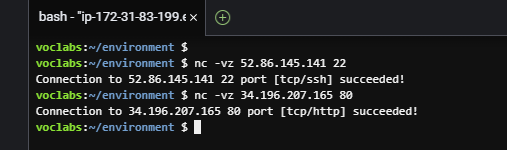 bash - "ip-172-31-83-199.e
voclabs:~/environment $
voclabs:~/environment $ nc -vz 52.86.145.141 22
Connection to 52.86.145.141 22 port [tcp/ssh] succeeded!
voclabs:~/environment $ nc -vz 34.196.207.165 80
Connection to 34.196.207.165 80 port [tcp/http] succeeded!
voclabs:~/environment $